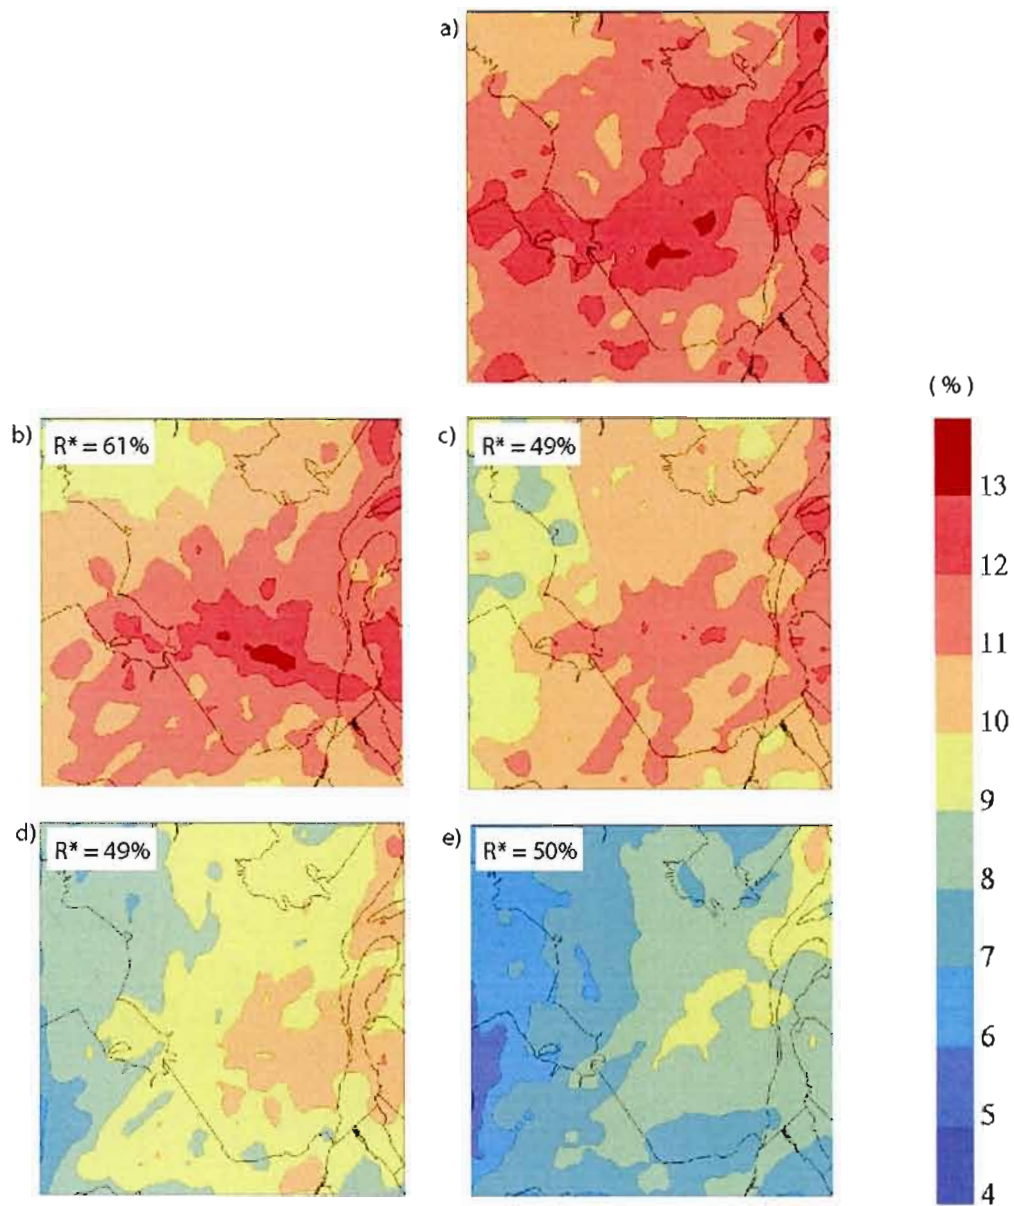 a)
(%)
b)
R* = 61%
c)
R* = 49%
13
12
11
10
9
d)
R* = 49%
e)
R* = 50%
8
7
6
5
4